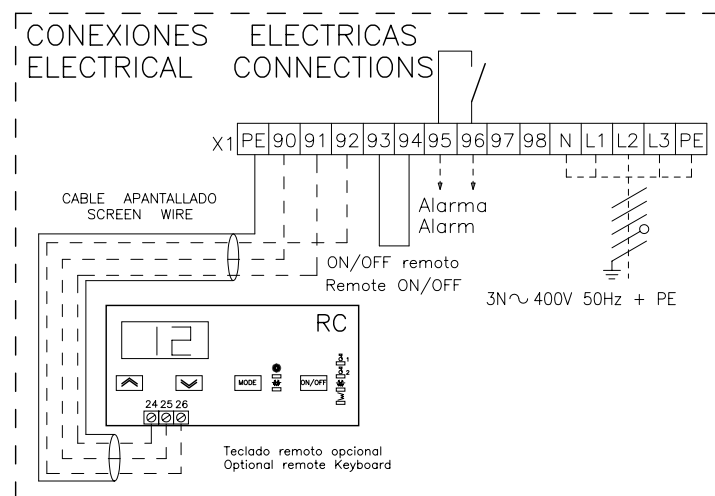 CONEXIONES ELECTRICAS
ELECTRICAL CONNECTIONS
X1 PE 90 91 92 93 94 95 96 97 98 N L1 L2 L3 PE
CABLE APANTALLADO
SCREEN WIRE
Alarma
Alarm
ON/OFF remoto
Remote ON/OFF
3N~ 400V 50Hz + PE
RC
12
MODE
ON/OFF
24 25 26
Teclado remoto opcional
Optional remote Keyboard